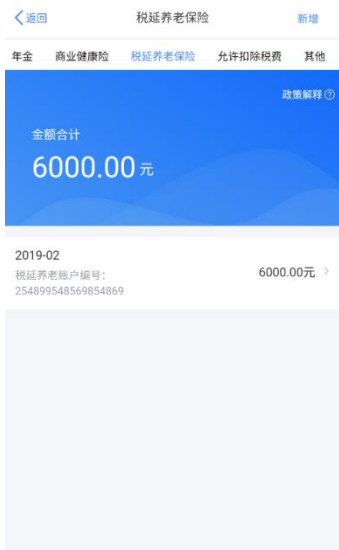 返回 税延养老保险 新增
年金 商业健康险 税延养老保险 允许扣除税费 其他
政策解释?
金额合计
6000.00 元
2019-02
税延养老账户编号:
6000.00元
254899548569854869